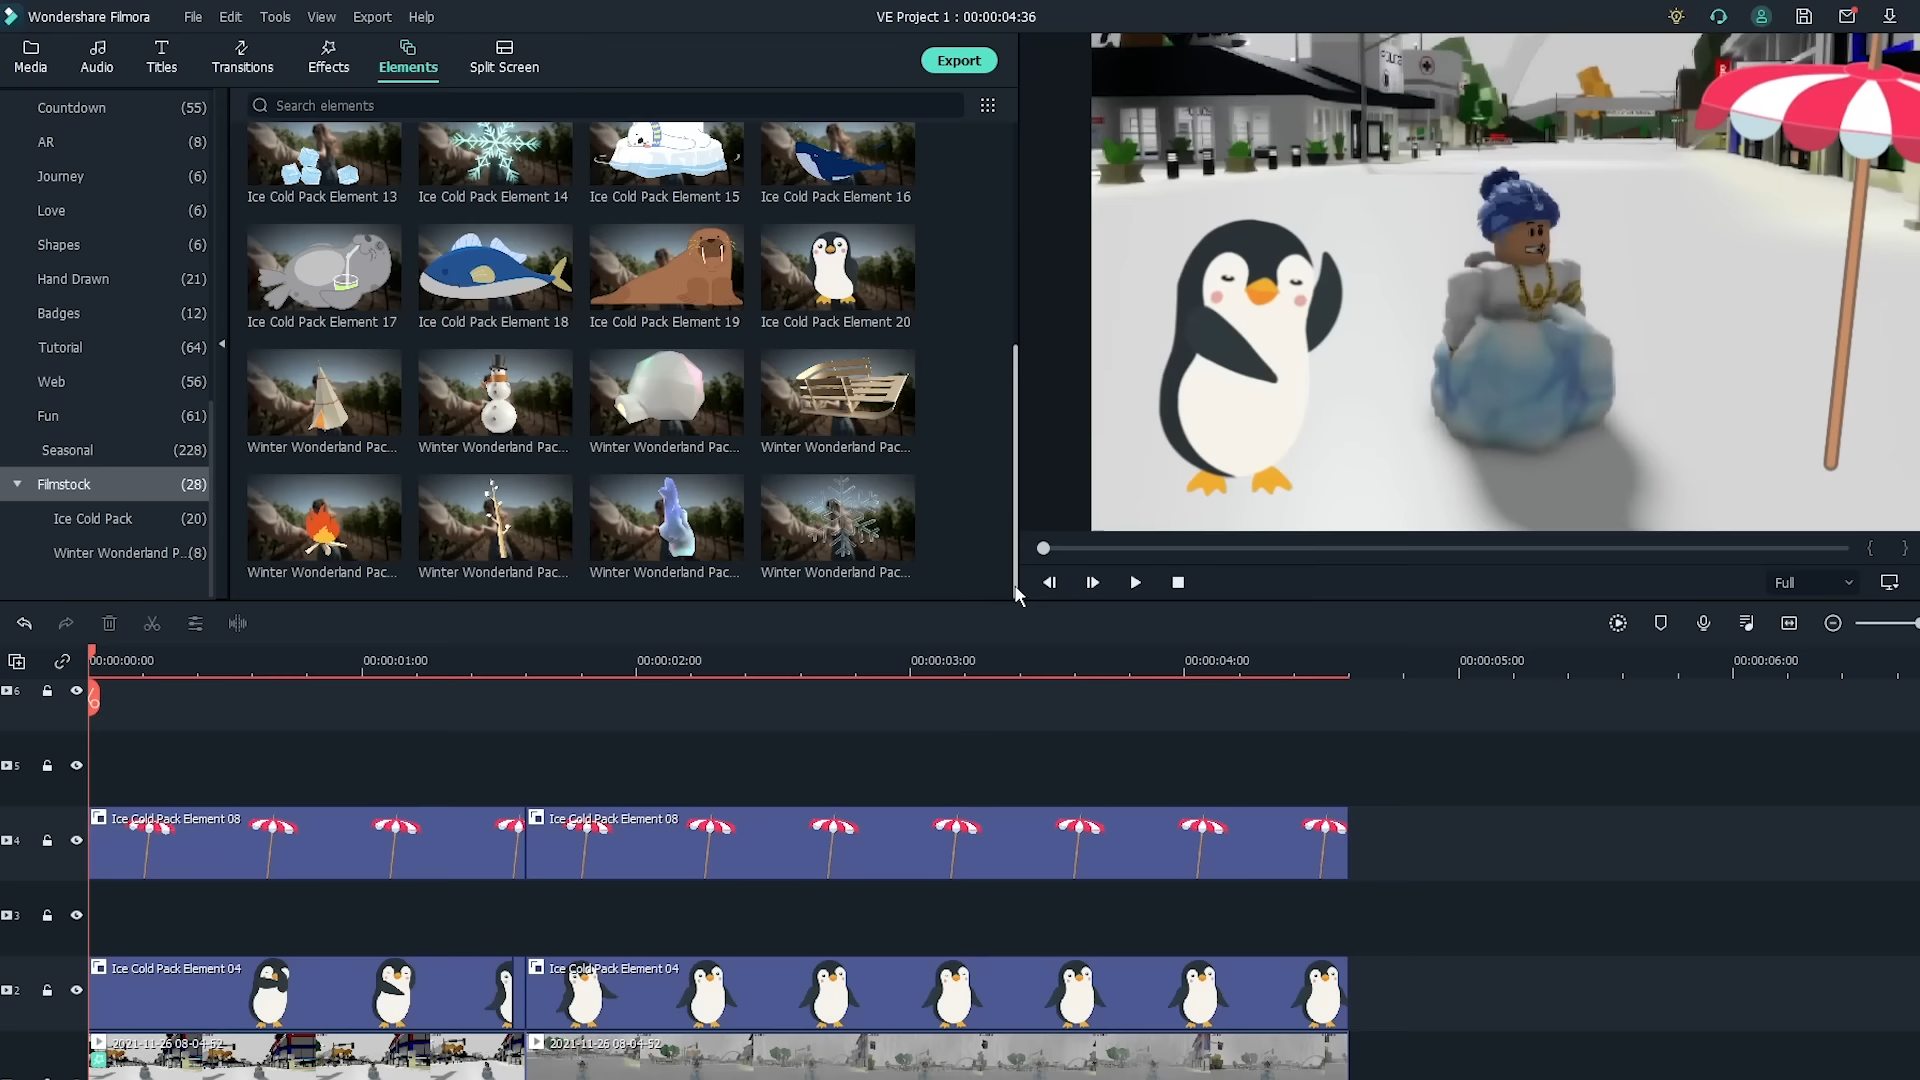 Wondershare Filmora
File
Edit
Tools
View
Export
Help
VE Project 1 : 00:00:04:36
Media
Audio
Titles
Transitions
Effects
Elements
Split Screen
Export
Search elements
Countdown (55)
AR (8)
Journey (6)
Love (6)
Shapes (6)
Hand Drawn (21)
Badges (12)
Tutorial (64)
Web (56)
Fun (61)
Seasonal (228)
Filmstock (28)
Ice Cold Pack (20)
Winter Wonderland P...(8)
Ice Cold Pack Element 13
Ice Cold Pack Element 14
Ice Cold Pack Element 15
Ice Cold Pack Element 16
Ice Cold Pack Element 17
Ice Cold Pack Element 18
Ice Cold Pack Element 19
Ice Cold Pack Element 20
Winter Wonderland Pac...
Winter Wonderland Pac...
Winter Wonderland Pac...
Winter Wonderland Pac...
Winter Wonderland Pac...
Winter Wonderland Pac...
Winter Wonderland Pac...
Winter Wonderland Pac...
Full
00:00:00:00
00:00:01:00
00:00:02:00
00:00:03:00
00:00:04:00
00:00:05:00
00:00:06:00
6
5
4
Ice Cold Pack Element 08
Ice Cold Pack Element 08
3
2
Ice Cold Pack Element 04
Ice Cold Pack Element 04
2021-11-26 08-04-52
2021-11-26 08-04-52